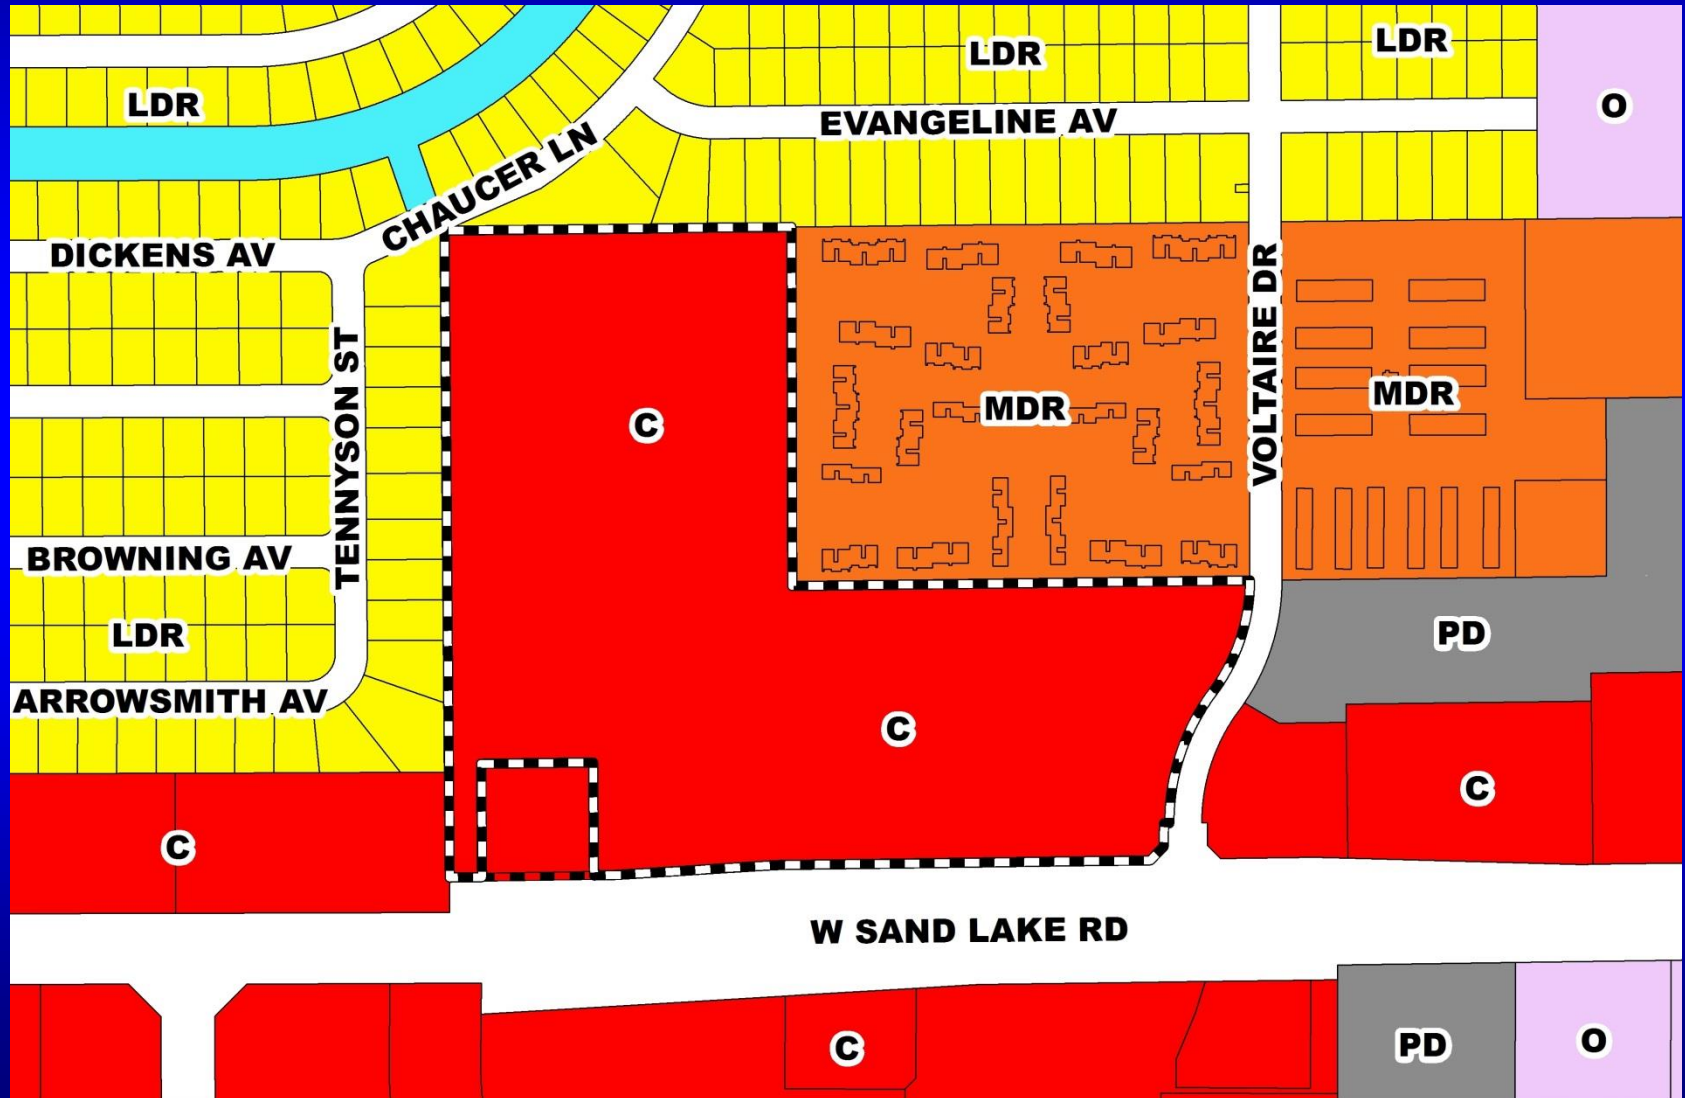 LDR
LDR
LDR
O
EVANGELINE AV
CHAUCER LN
DICKENS AV
VOLTAIRE DR
TENNYSON ST
C
MDR
MDR
BROWNING AV
LDR
PD
ARROWSMITH AV
C
C
C
W SAND LAKE RD
C
PD
O